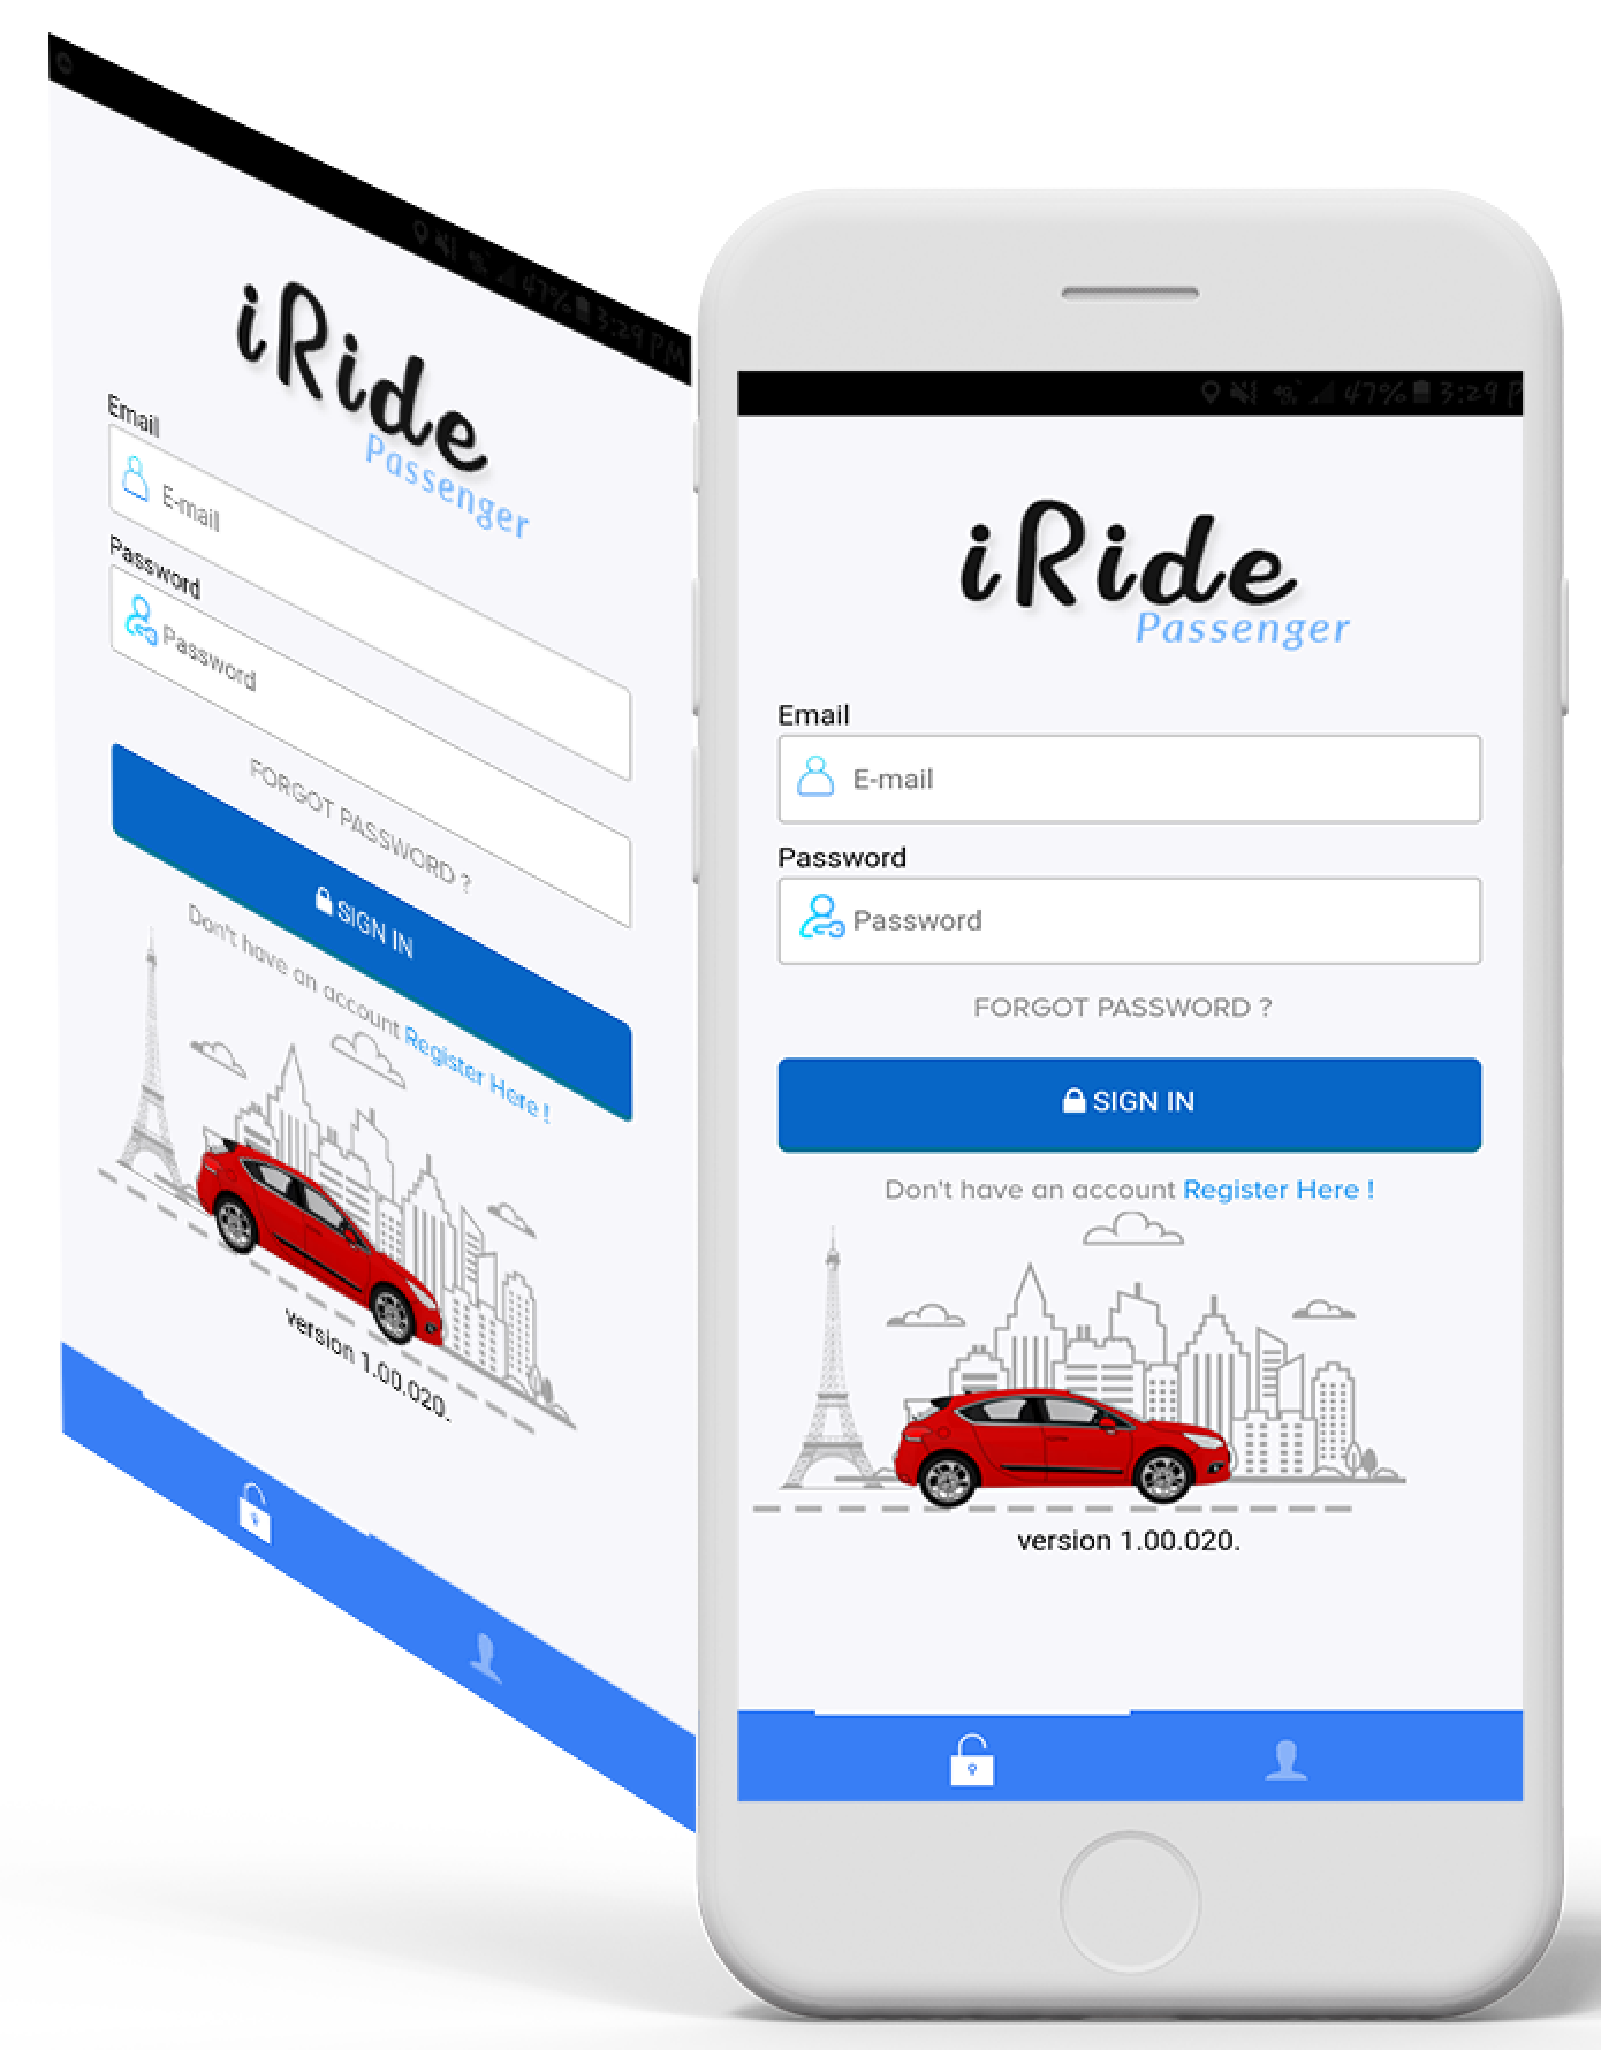 47% 3:29 PM
iRide
Passenger
Email
E-mail
Password
Password
FORGOT PASSWORD ?
SIGN IN
Don't have an account Register Here !
version 1.00.020.
47% 3:29 P
iRide
Passenger
Email
E-mail
Password
Password
FORGOT PASSWORD ?
SIGN IN
Don't have an account Register Here !
version 1.00.020.